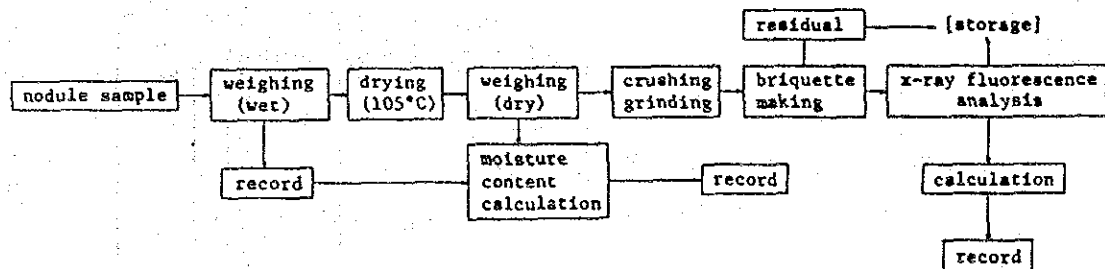 residual
[storage]
nodule sample
weighing
(wet)
drying
(105°C)
weighing
(dry)
crushing
grinding
briquette
making
x-ray fluorescence
analysis
record
moisture
content
calculation
record
calculation
record